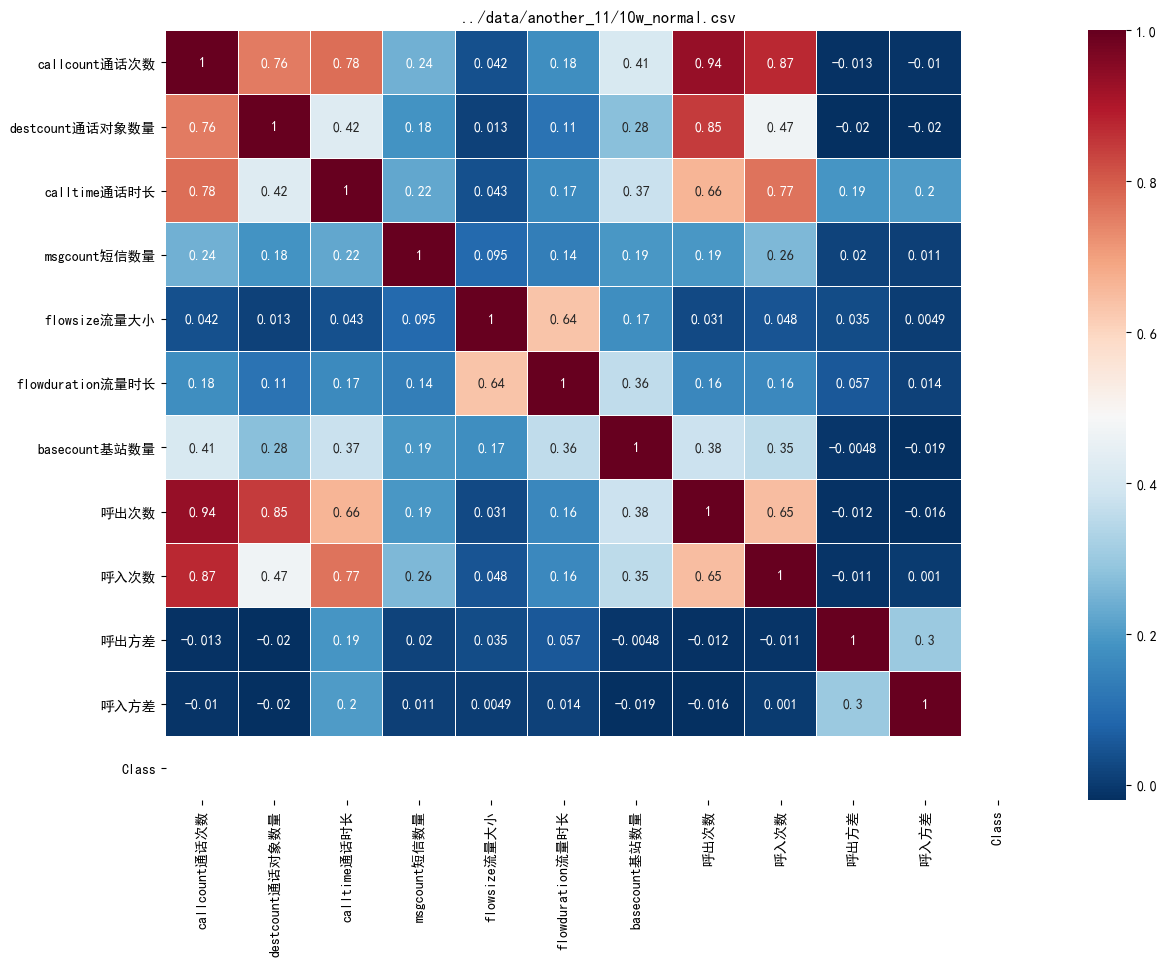 ../data/another_11/10w_normal.csv
callcount通话次数 1 0.76 0.78 0.24 0.042 0.18 0.41 0.94 0.87 −0.013 −0.01
destcount通话对象数量 0.76 1 0.42 0.18 0.013 0.11 0.28 0.85 0.47 −0.02 −0.02
calltime通话时长 0.78 0.42 1 0.22 0.043 0.17 0.37 0.66 0.77 0.19 0.2
msgcount短信数量 0.24 0.18 0.22 1 0.095 0.14 0.19 0.19 0.26 0.02 0.011
flowsize流量大小 0.042 0.013 0.043 0.095 1 0.64 0.17 0.031 0.048 0.035 0.0049
flowduration流量时长 0.18 0.11 0.17 0.14 0.64 1 0.36 0.16 0.16 0.057 0.014
basecount基站数量 0.41 0.28 0.37 0.19 0.17 0.36 1 0.38 0.35 −0.0048 −0.019
呼出次数 0.94 0.85 0.66 0.19 0.031 0.16 0.38 1 0.65 −0.012 −0.016
呼入次数 0.87 0.47 0.77 0.26 0.048 0.16 0.35 0.65 1 −0.011 0.001
呼出方差 −0.013 −0.02 0.19 0.02 0.035 0.057 −0.0048 −0.012 −0.011 1 0.3
呼入方差 −0.01 −0.02 0.2 0.011 0.0049 0.014 −0.019 −0.016 0.001 0.3 1
Class
callcount通话次数
destcount通话对象数量
calltime通话时长
msgcount短信数量
flowsize流量大小
flowduration流量时长
basecount基站数量
呼出次数
呼入次数
呼出方差
呼入方差
Class
1.0
0.8
0.6
0.4
0.2
0.0